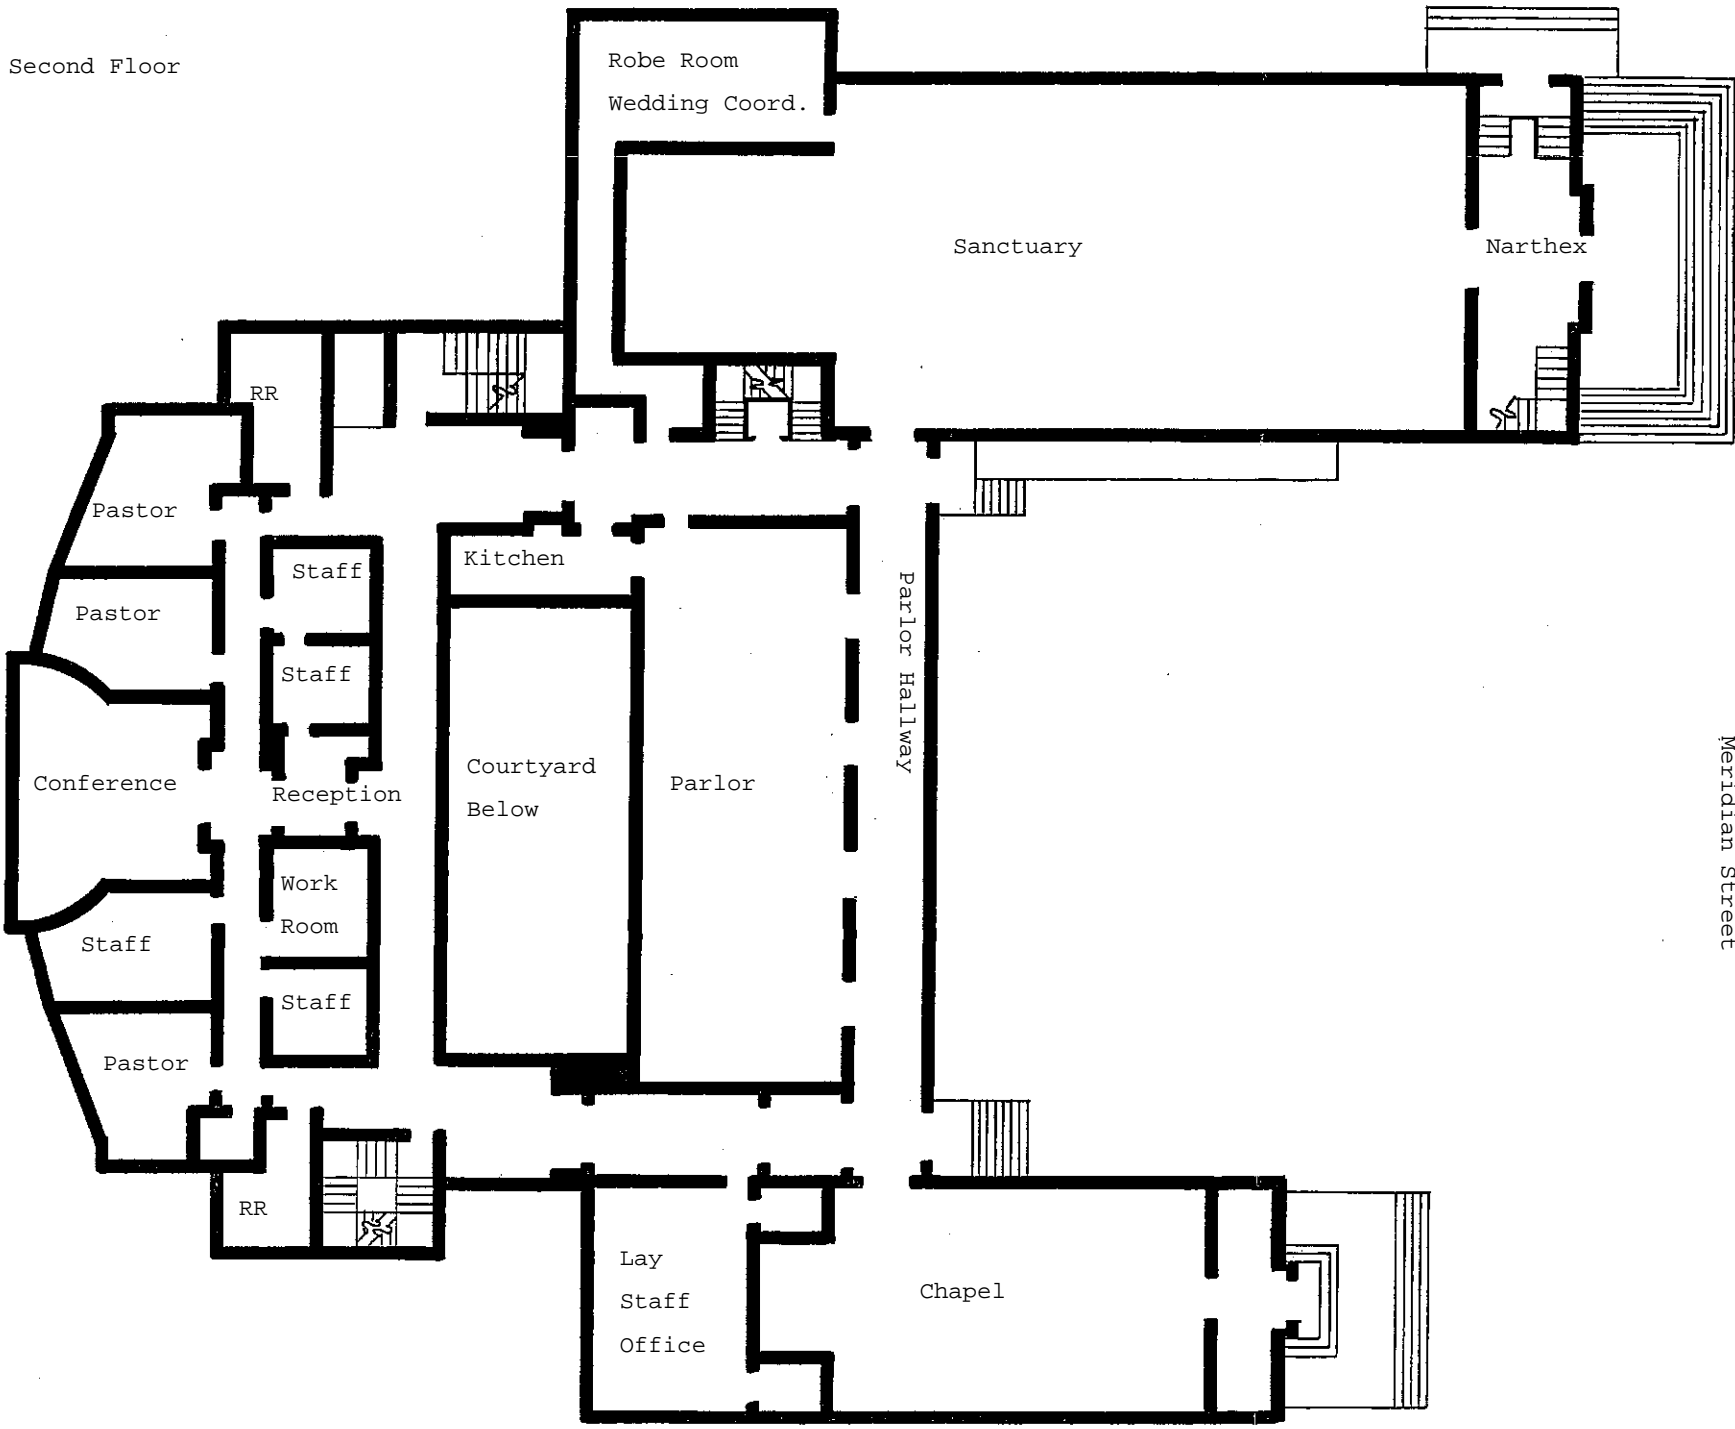 Second Floor
Robe Room
Wedding Coord.
Sanctuary
Narthex
RR
Pastor
Staff
Kitchen
Pastor
Staff
Parlor Hallway
Conference
Reception
Courtyard
Below
Parlor
Meridian Street
Work
Room
Staff
Staff
Pastor
RR
Lay
Staff
Office
Chapel